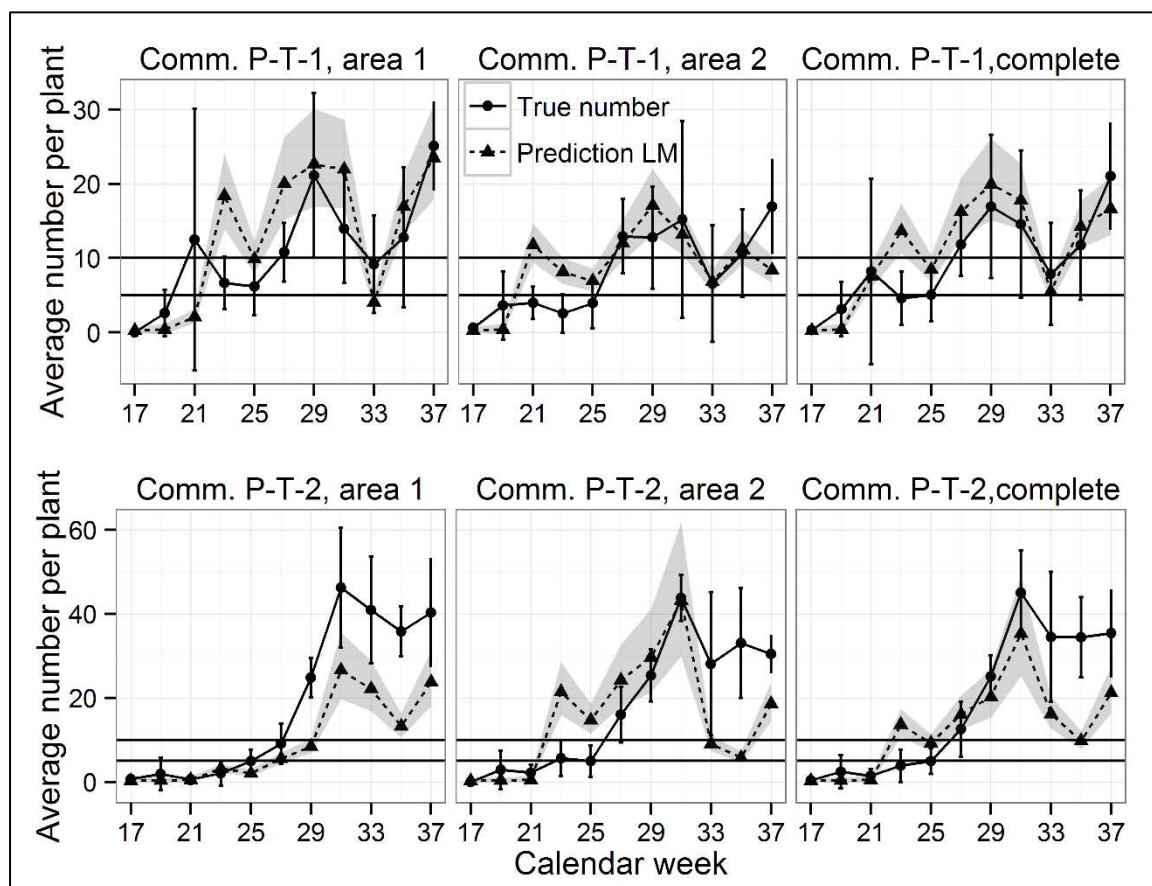 Comm. P-T-1, area 1
Comm. P-T-1, area 2
Comm. P-T-1,complete
Average number per plant
30
20
10
0
True number
Prediction LM
17 21 25 29 33 37
17 21 25 29 33 37
17 21 25 29 33 37
Comm. P-T-2, area 1
Comm. P-T-2, area 2
Comm. P-T-2,complete
Average number per plant
60
40
20
0
17 21 25 29 33 37
17 21 25 29 33 37
17 21 25 29 33 37
Calendar week